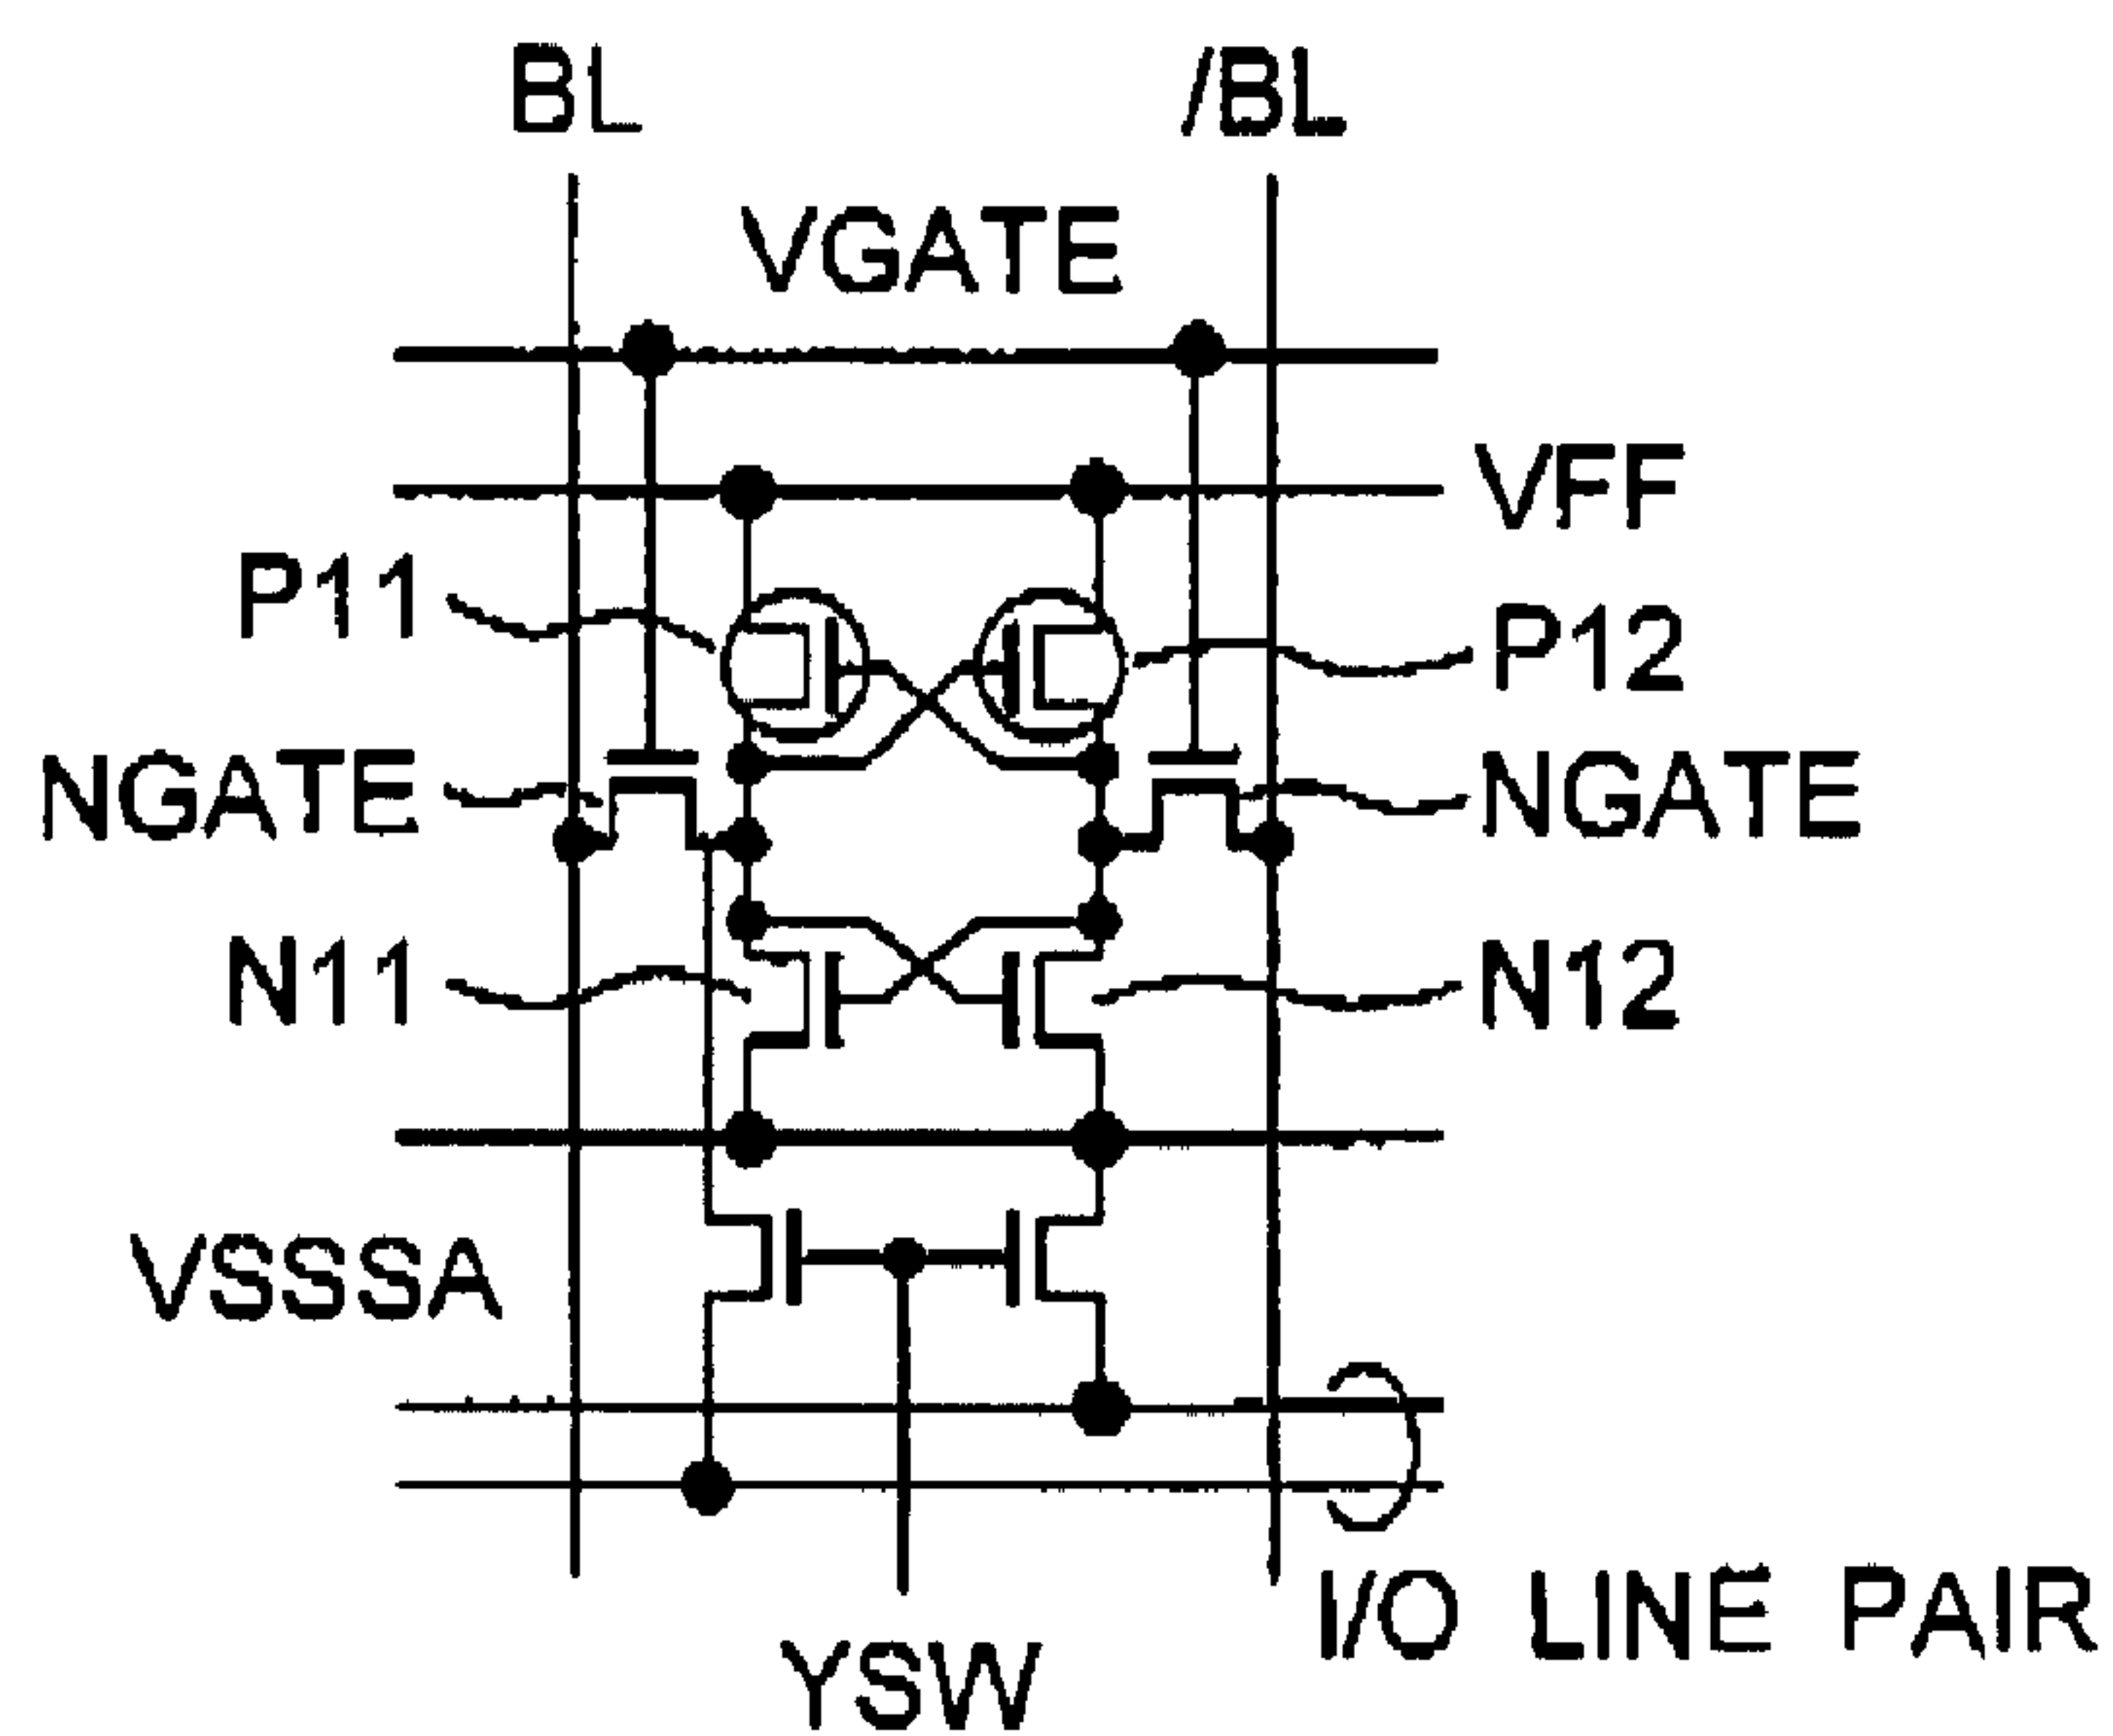 BL /BL
VGATE
VFF
P11 P12
NGATE NGATE
N11 N12
VSSSA
I/O LINE PAIR
YSW